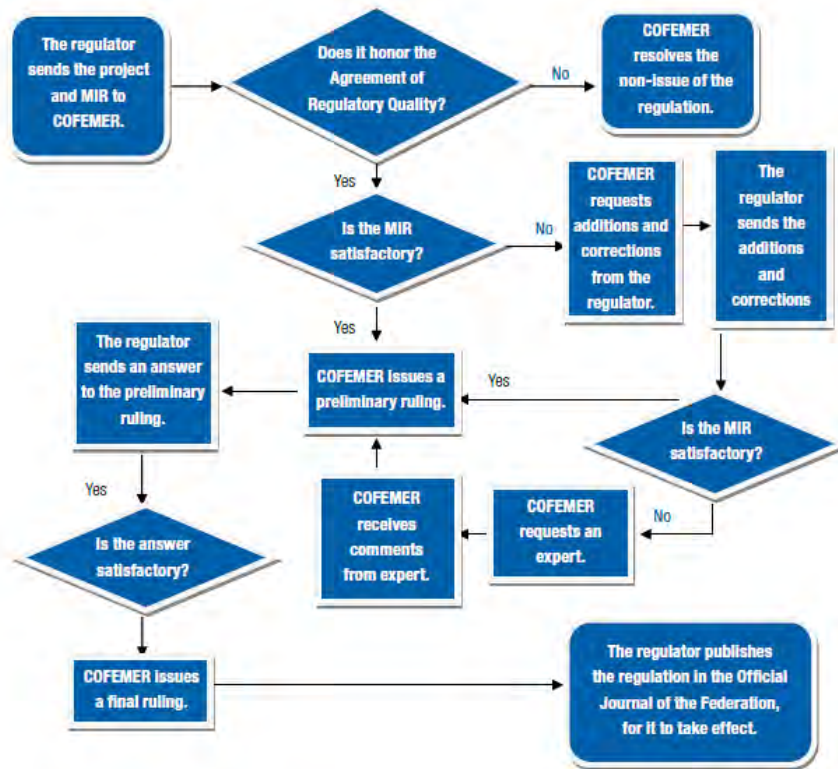 The regulator
sends the project
and MIR to
COFEMER.
Does it honor the
Agreement of
Regulatory Quality?
No
COFEMER
resolves the
non-issue of the
regulation.
Yes
Is the MIR
satisfactory?
No
COFEMER
requests
additions and
corrections
from the
regulator.
The
regulator
sends the
additions
and
corrections
Yes
The regulator
sends an answer
to the preliminary
ruling.
COFEMER issues a
preliminary ruling.
Yes
Is the MIR
satisfactory?
Yes
COFEMER
receives
comments
from expert.
COFEMER
requests an
expert.
No
Is the answer
satisfactory?
COFEMER issues
a final ruling.
The regulator publishes
the regulation in the Official
Journal of the Federation,
for it to take effect.